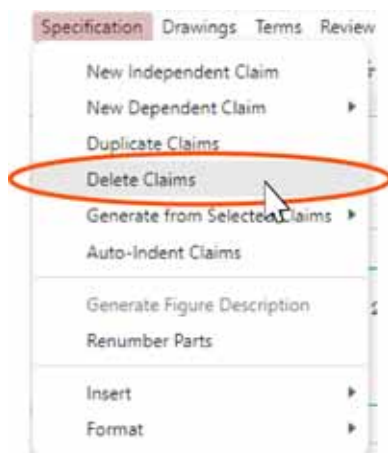 Specification Drawings Terms Review
New Independent Claim
New Dependent Claim
Duplicate Claims
Delete Claims
Generate from Selected Claims
Auto-Indent Claims
Generate Figure Description
Renumber Parts
Insert
Format